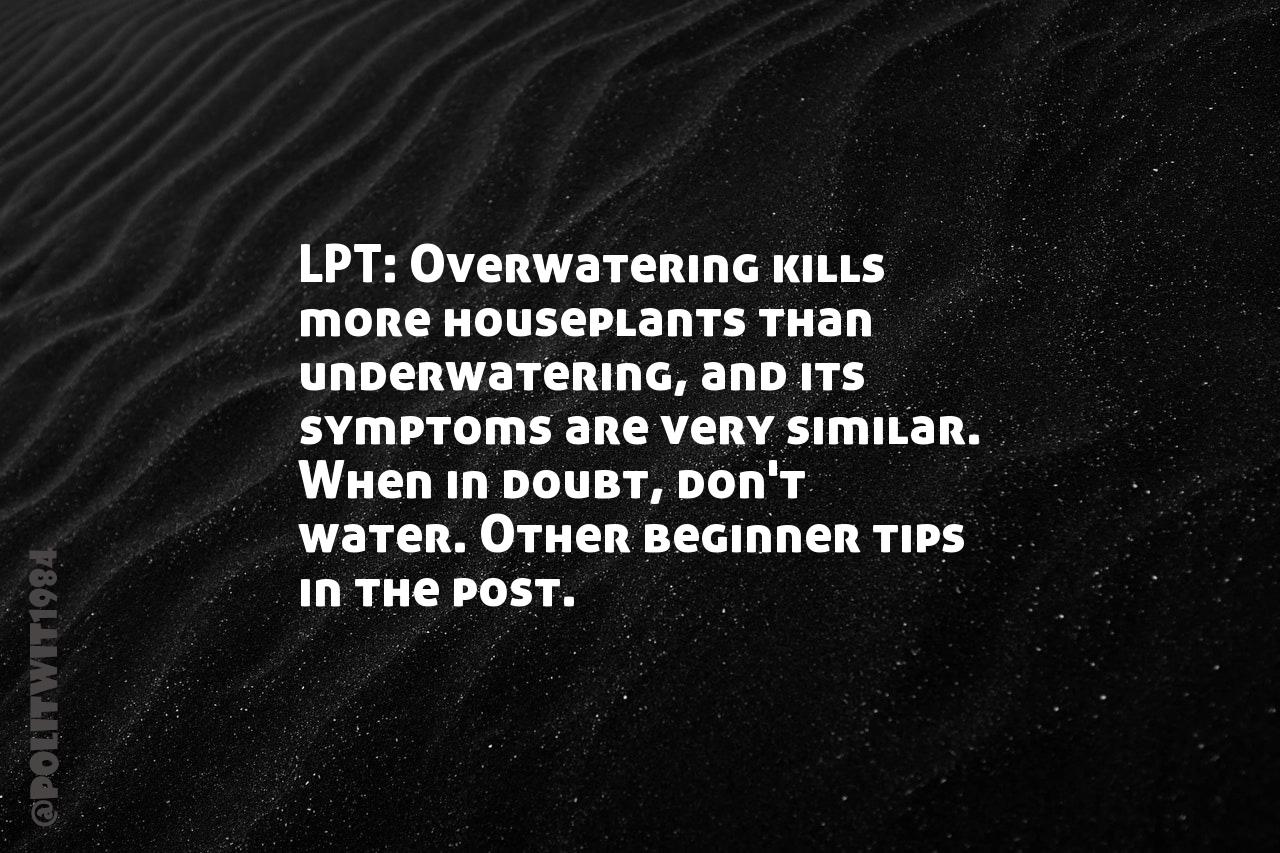 LPT: Overwatering kills
more houseplants than
underwatering, and its
symptoms are very similar.
When in doubt, don't
water. Other beginner tips
in the post.
@POLITWIT1984